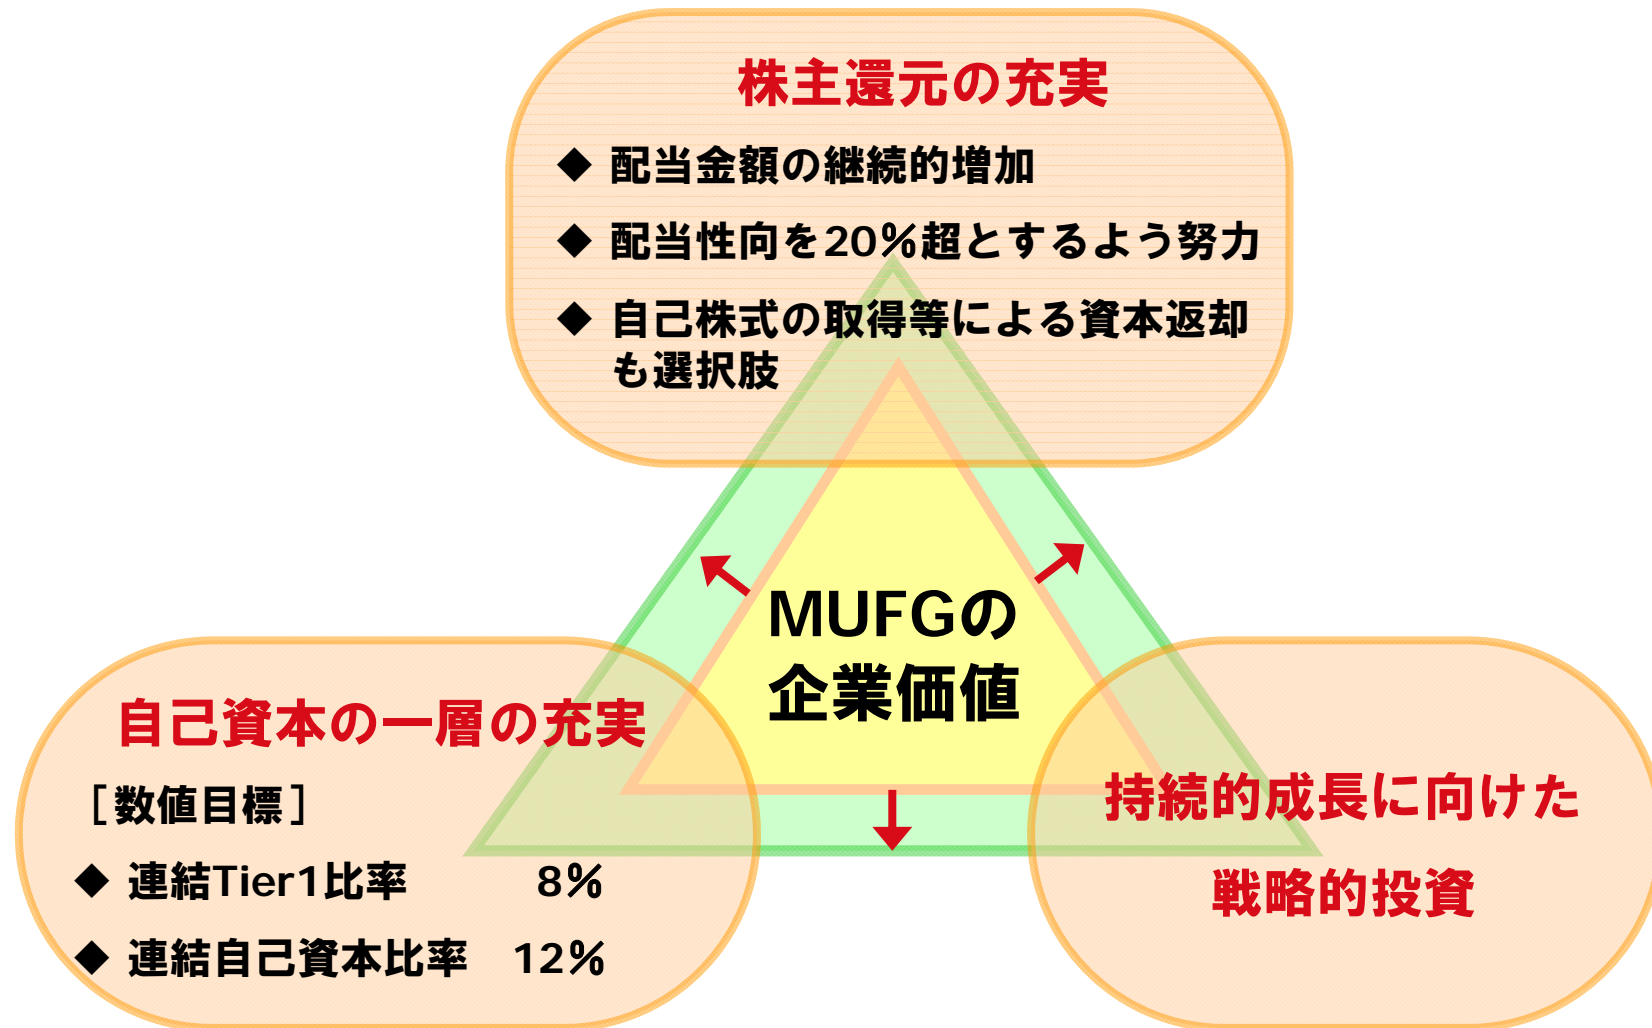 株主還元の充実
◆ 配当金額の継続的増加
◆ 配当性向を20%超とするよう努力
◆ 自己株式の取得等による資本返却
も選択肢
MUFGの
企業価値
自己資本の一層の充実
［数値目標］
◆ 連結Tier1比率 8%
◆ 連結自己資本比率 12%
持続的成長に向けた
戦略的投資